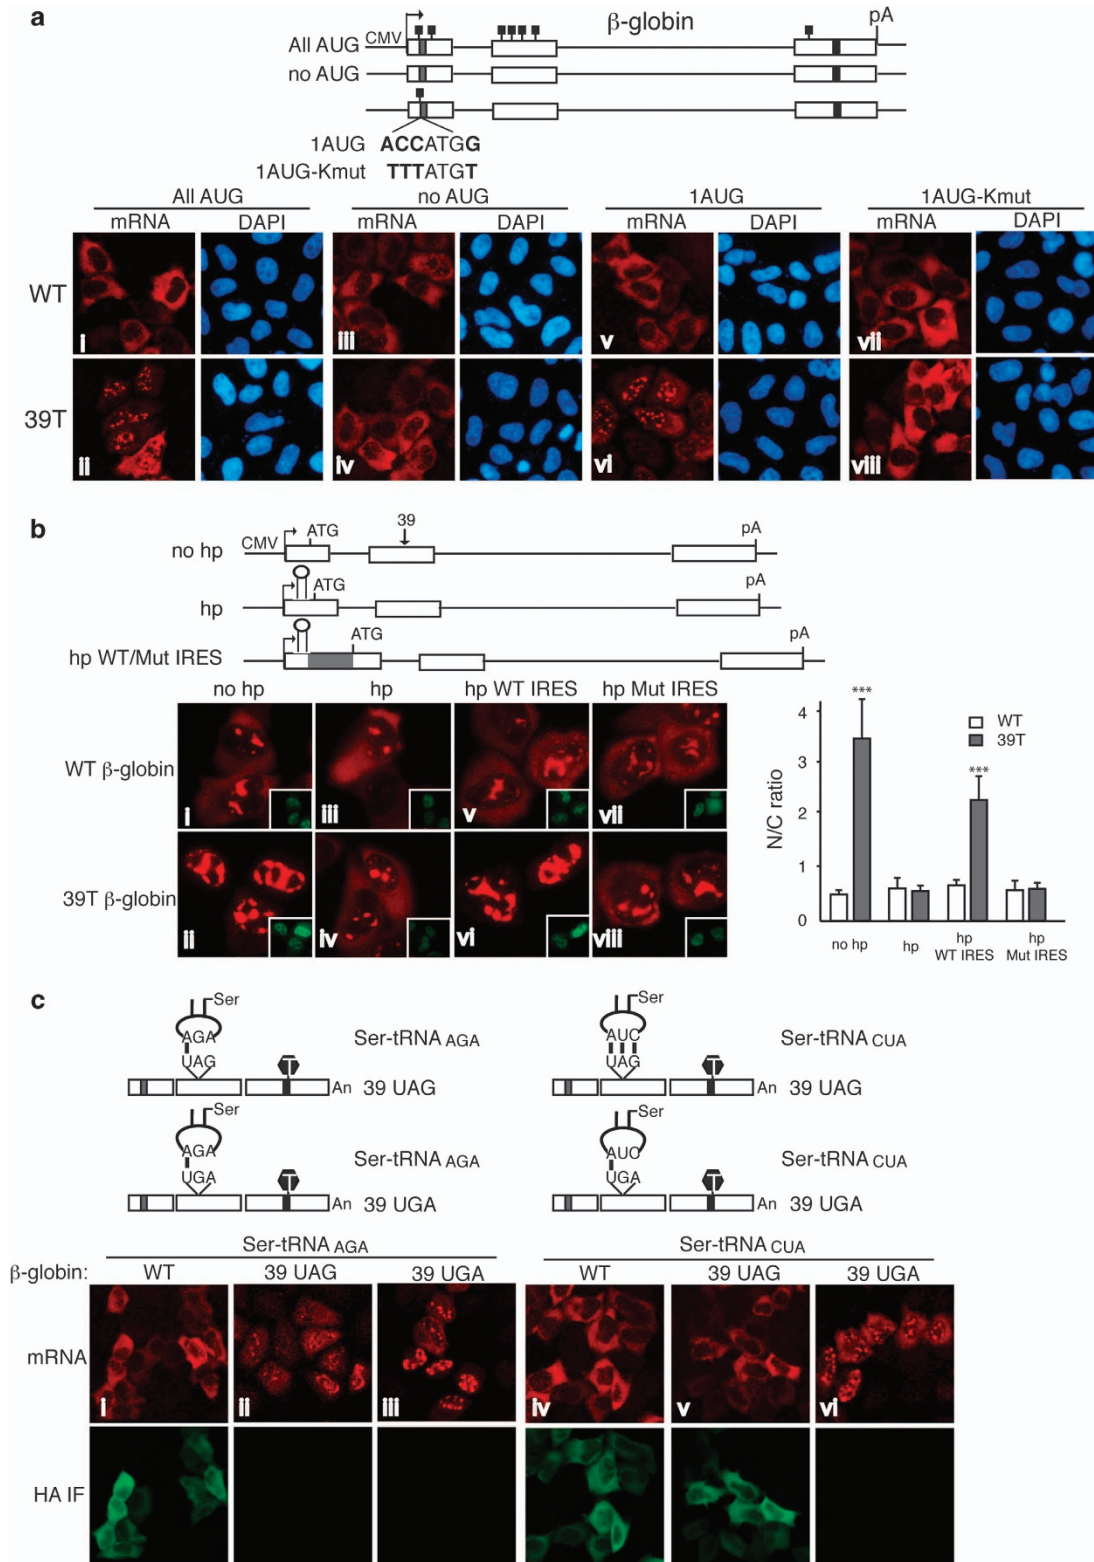 a
β-globin
pA
CMV
All AUG
no AUG
1AUG ACCATGG
1AUG-Kmut TTTATGT
All AUG no AUG 1AUG 1AUG-Kmut
mRNA DAPI mRNA DAPI mRNA DAPI mRNA DAPI
WT
i iii v vii
39T
ii iv vi viii
b
no hp CMV ATG 39 pA
hp ATG pA
hp WT/Mut IRES ATG pA
no hp hp hp WT IRES hp Mut IRES
WT β-globin
i iii v vii
39T β-globin
ii iv vi viii
N/C ratio
4
3
2
1
0
*** ***
WT
39T
no hp hp hp WT IRES hp Mut IRES
c
Ser Ser
AGA Ser-tRNA AGA AUC Ser-tRNA CUA
UAG UAG
T An 39 UAG T An 39 UAG
Ser Ser
AGA Ser-tRNA AGA AUC Ser-tRNA CUA
UGA UGA
T An 39 UGA T An 39 UGA
Ser-tRNA AGA Ser-tRNA CUA
β-globin: WT 39 UAG 39 UGA WT 39 UAG 39 UGA
mRNA
i ii iii iv v vi
HA IF